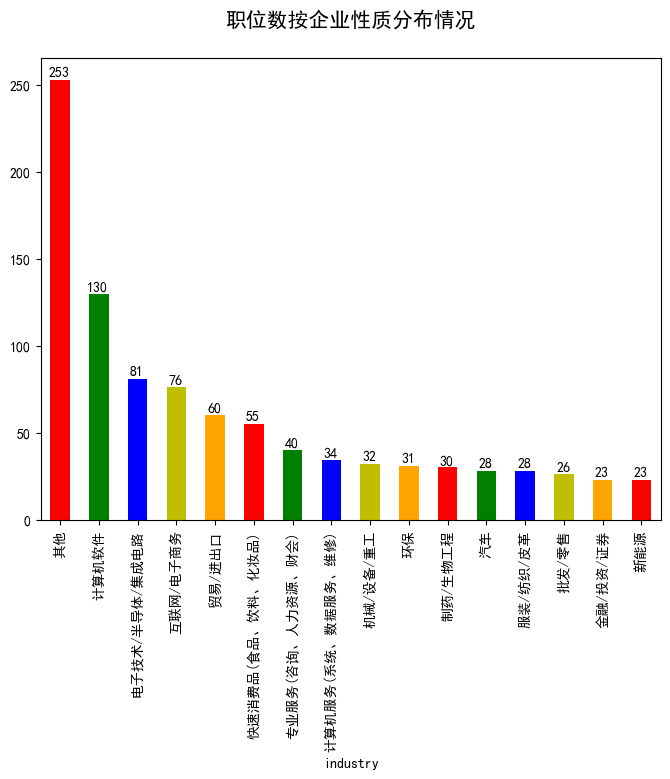 职位数按企业性质分布情况
250
200
150
100
50
0
253
130
81
76
60
55
40
34
32
31
30
28
28
26
23
23
其他
计算机软件
电子技术/半导体/集成电路
互联网/电子商务
贸易/进出口
快速消费品(食品、饮料、化妆品)
专业服务(咨询、人力资源、财会)
计算机服务(系统、数据服务、维修)
机械/设备/重工
环保
制药/生物工程
汽车
服装/纺织/皮革
批发/零售
金融/投资/证券
新能源
industry